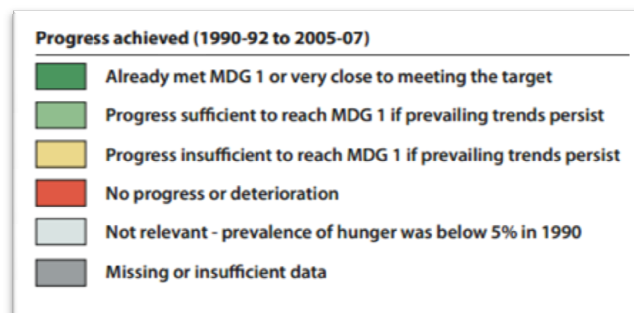 Progress achieved (1990-92 to 2005-07)
Already met MDG 1 or very close to meeting the target
Progress sufficient to reach MDG 1 if prevailing trends persist
Progress insufficient to reach MDG 1 if prevailing trends persist
No progress or deterioration
Not relevant - prevalence of hunger was below 5% in 1990
Missing or insufficient data